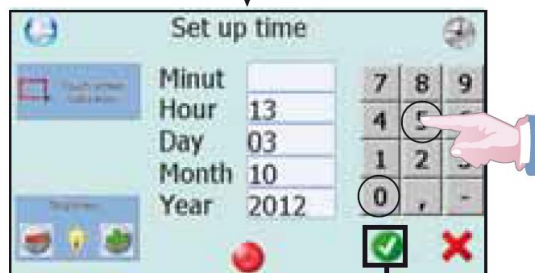 Set up time
Minut
Hour 13
Day 03
Month 10
Year 2012
7 8 9
4 5
1 2
0 , -